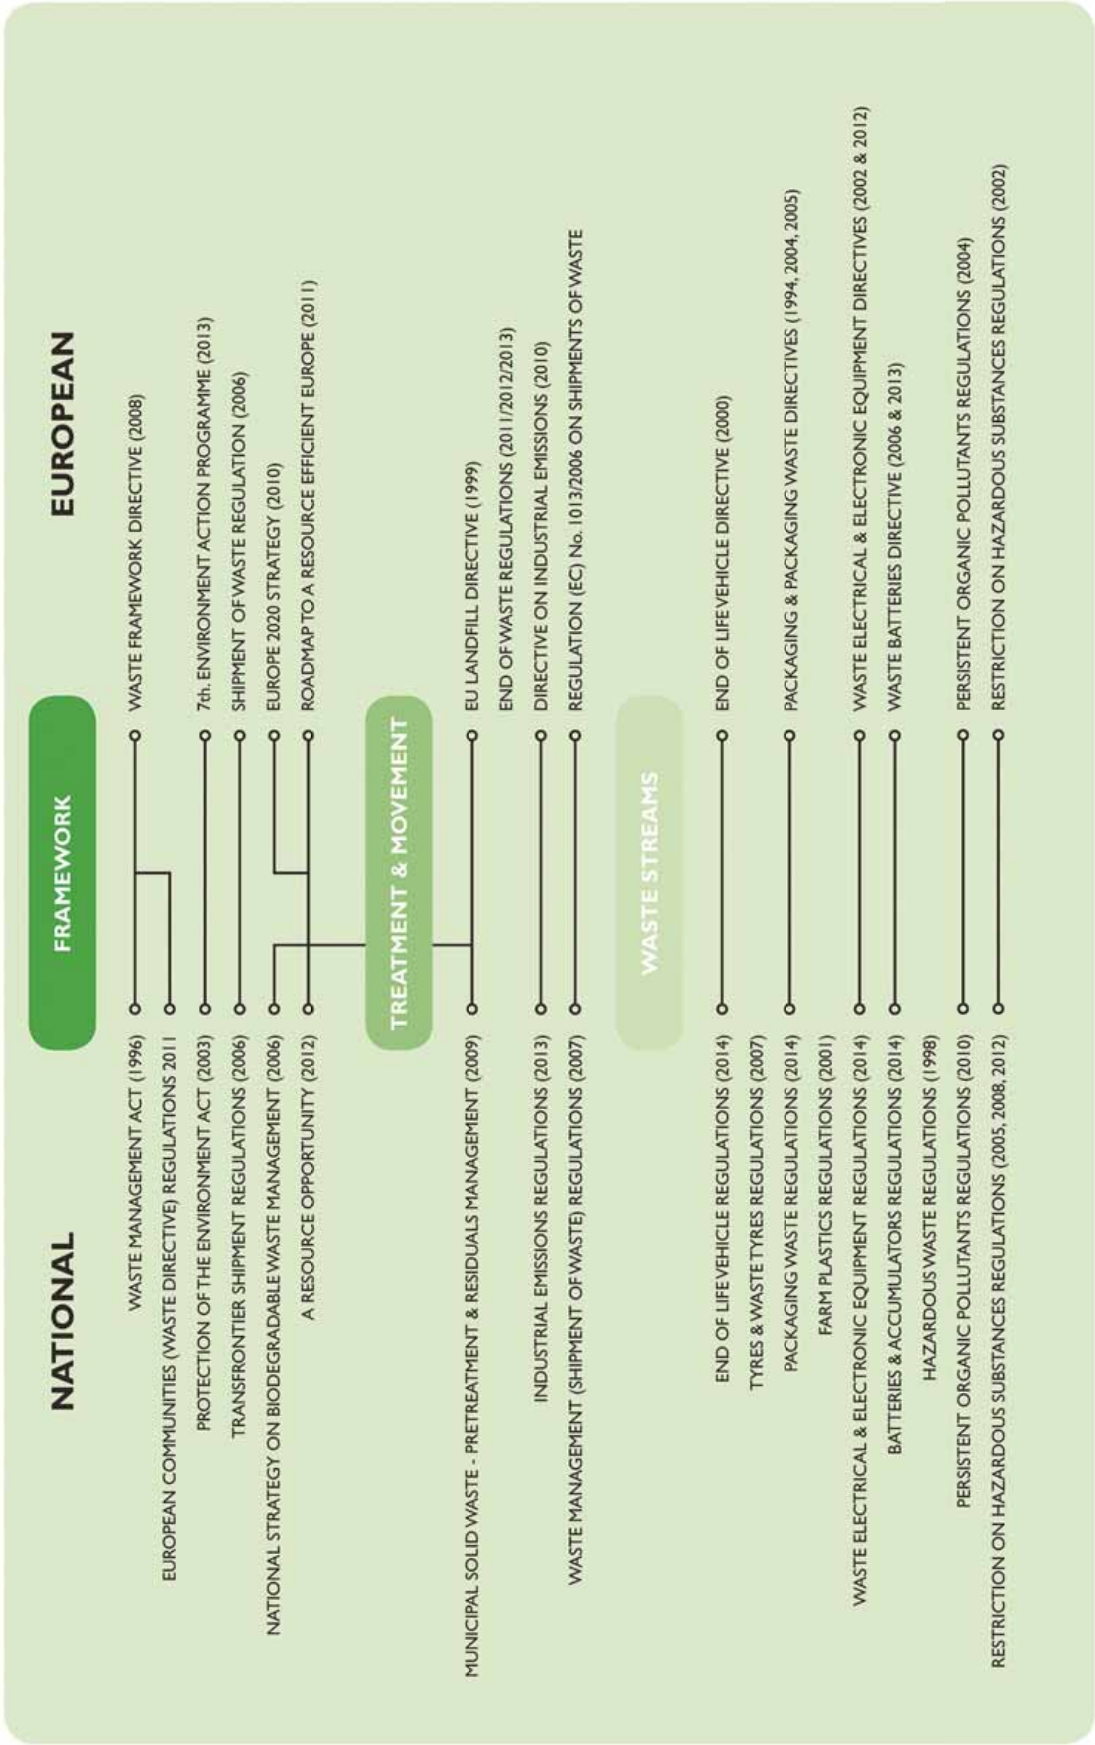 NATIONAL
FRAMEWORK
EUROPEAN
WASTE MANAGEMENT ACT (1996)
WASTE FRAMEWORK DIRECTIVE (2008)
EUROPEAN COMMUNITIES (WASTE DIRECTIVE) REGULATIONS 2011
PROTECTION OF THE ENVIRONMENT ACT (2003)
7th. ENVIRONMENT ACTION PROGRAMME (2013)
TRANSFRONTIER SHIPMENT REGULATIONS (2006)
SHIPMENT OF WASTE REGULATION (2006)
NATIONAL STRATEGY ON BIODEGRADABLE WASTE MANAGEMENT (2006)
EUROPE 2020 STRATEGY (2010)
A RESOURCE OPPORTUNITY (2012)
ROADMAP TO A RESOURCE EFFICIENT EUROPE (2011)
TREATMENT & MOVEMENT
MUNICIPAL SOLID WASTE - PRETREATMENT & RESIDUALS MANAGEMENT (2009)
EU LANDFILL DIRECTIVE (1999)
END OF WASTE REGULATIONS (2011/2012/2013)
INDUSTRIAL EMISSIONS REGULATIONS (2013)
DIRECTIVE ON INDUSTRIAL EMISSIONS (2010)
WASTE MANAGEMENT (SHIPMENT OF WASTE) REGULATIONS (2007)
REGULATION (EC) No. 1013/2006 ON SHIPMENTS OF WASTE
WASTE STREAMS
END OF LIFE VEHICLE REGULATIONS (2014)
END OF LIFE VEHICLE DIRECTIVE (2000)
TYRES & WASTE TYRES REGULATIONS (2007)
PACKAGING WASTE REGULATIONS (2014)
PACKAGING & PACKAGING WASTE DIRECTIVES (1994, 2004, 2005)
FARM PLASTICS REGULATIONS (2001)
WASTE ELECTRICAL & ELECTRONIC EQUIPMENT REGULATIONS (2014)
WASTE ELECTRICAL & ELECTRONIC EQUIPMENT DIRECTIVES (2002 & 2012)
BATTERIES & ACCUMULATORS REGULATIONS (2014)
WASTE BATTERIES DIRECTIVE (2006 & 2013)
HAZARDOUS WASTE REGULATIONS (1998)
PERSISTENT ORGANIC POLLUTANTS REGULATIONS (2010)
PERSISTENT ORGANIC POLLUTANTS REGULATIONS (2004)
RESTRICTION ON HAZARDOUS SUBSTANCES REGULATIONS (2005, 2008, 2012)
RESTRICTION ON HAZARDOUS SUBSTANCES REGULATIONS (2002)